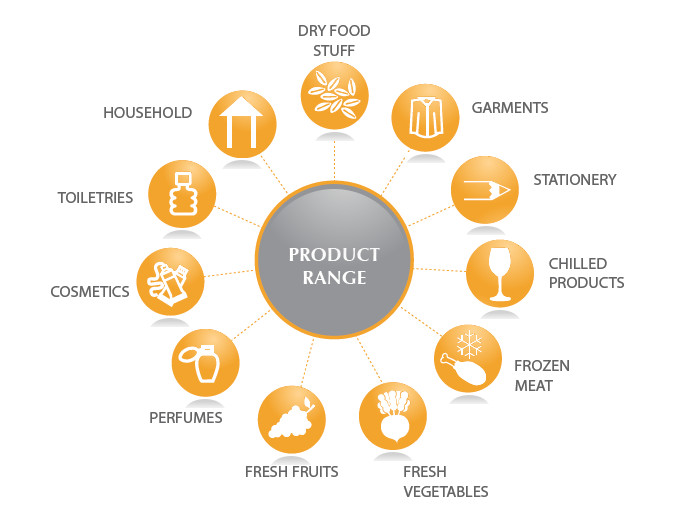 DRY FOOD
STUFF
GARMENTS
STATIONERY
CHILLED
PRODUCTS
FROZEN
MEAT
FRESH
VEGETABLES
FRESH FRUITS
PERFUMES
COSMETICS
TOILETRIES
HOUSEHOLD
PRODUCT
RANGE